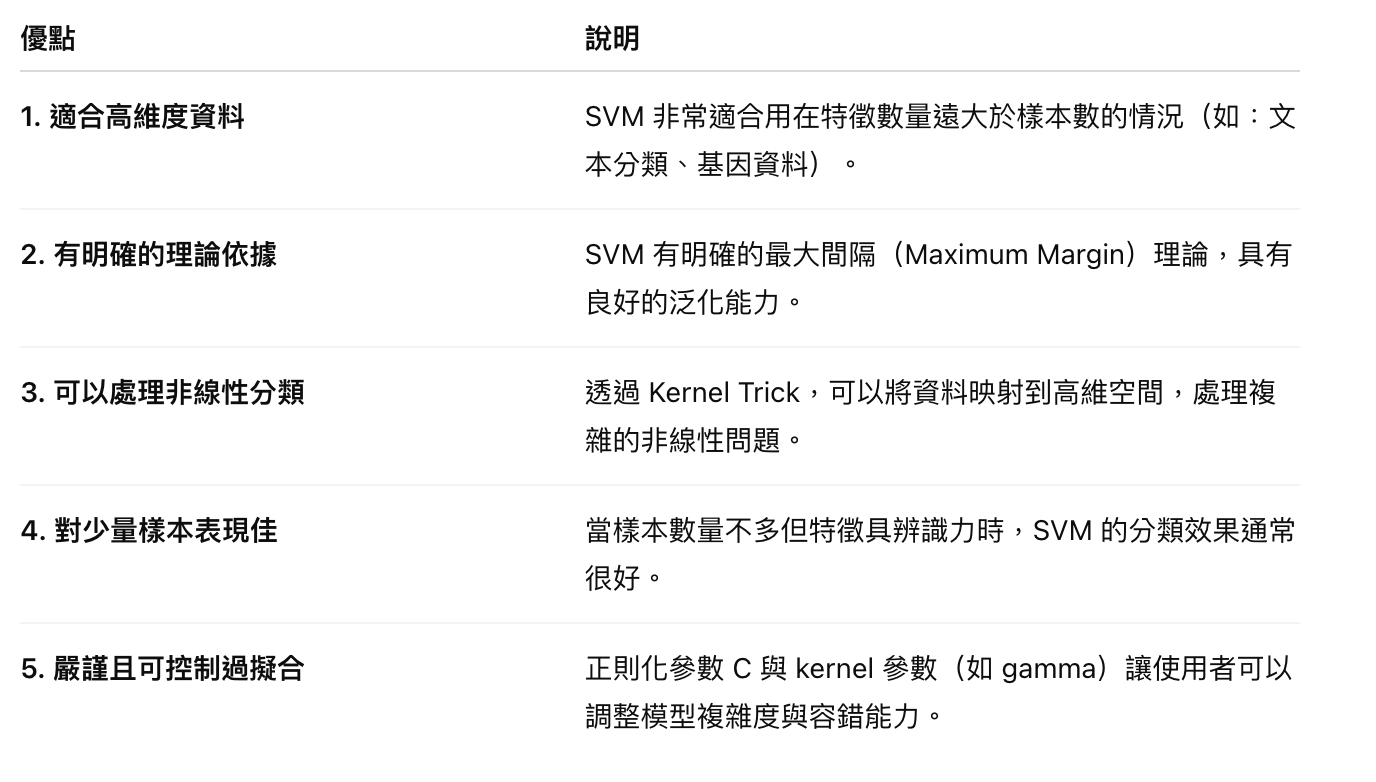 優點 說明
1. 適合高維度資料 SVM 非常適合用在特徵數量遠大於樣本數的情況（如：文
本分類、基因資料）。
2. 有明確的理論依據 SVM 有明確的最大間隔（Maximum Margin）理論，具有
良好的泛化能力。
3. 可以處理非線性分類 透過 Kernel Trick，可以將資料映射到高維空間，處理複
雜的非線性問題。
4. 對少量樣本表現佳 當樣本數量不多但特徵具辨識力時，SVM 的分類效果通常
很好。
5. 嚴謹且可控制過擬合 正則化參數 C 與 kernel 參數（如 gamma）讓使用者可以
調整模型複雜度與容錯能力。